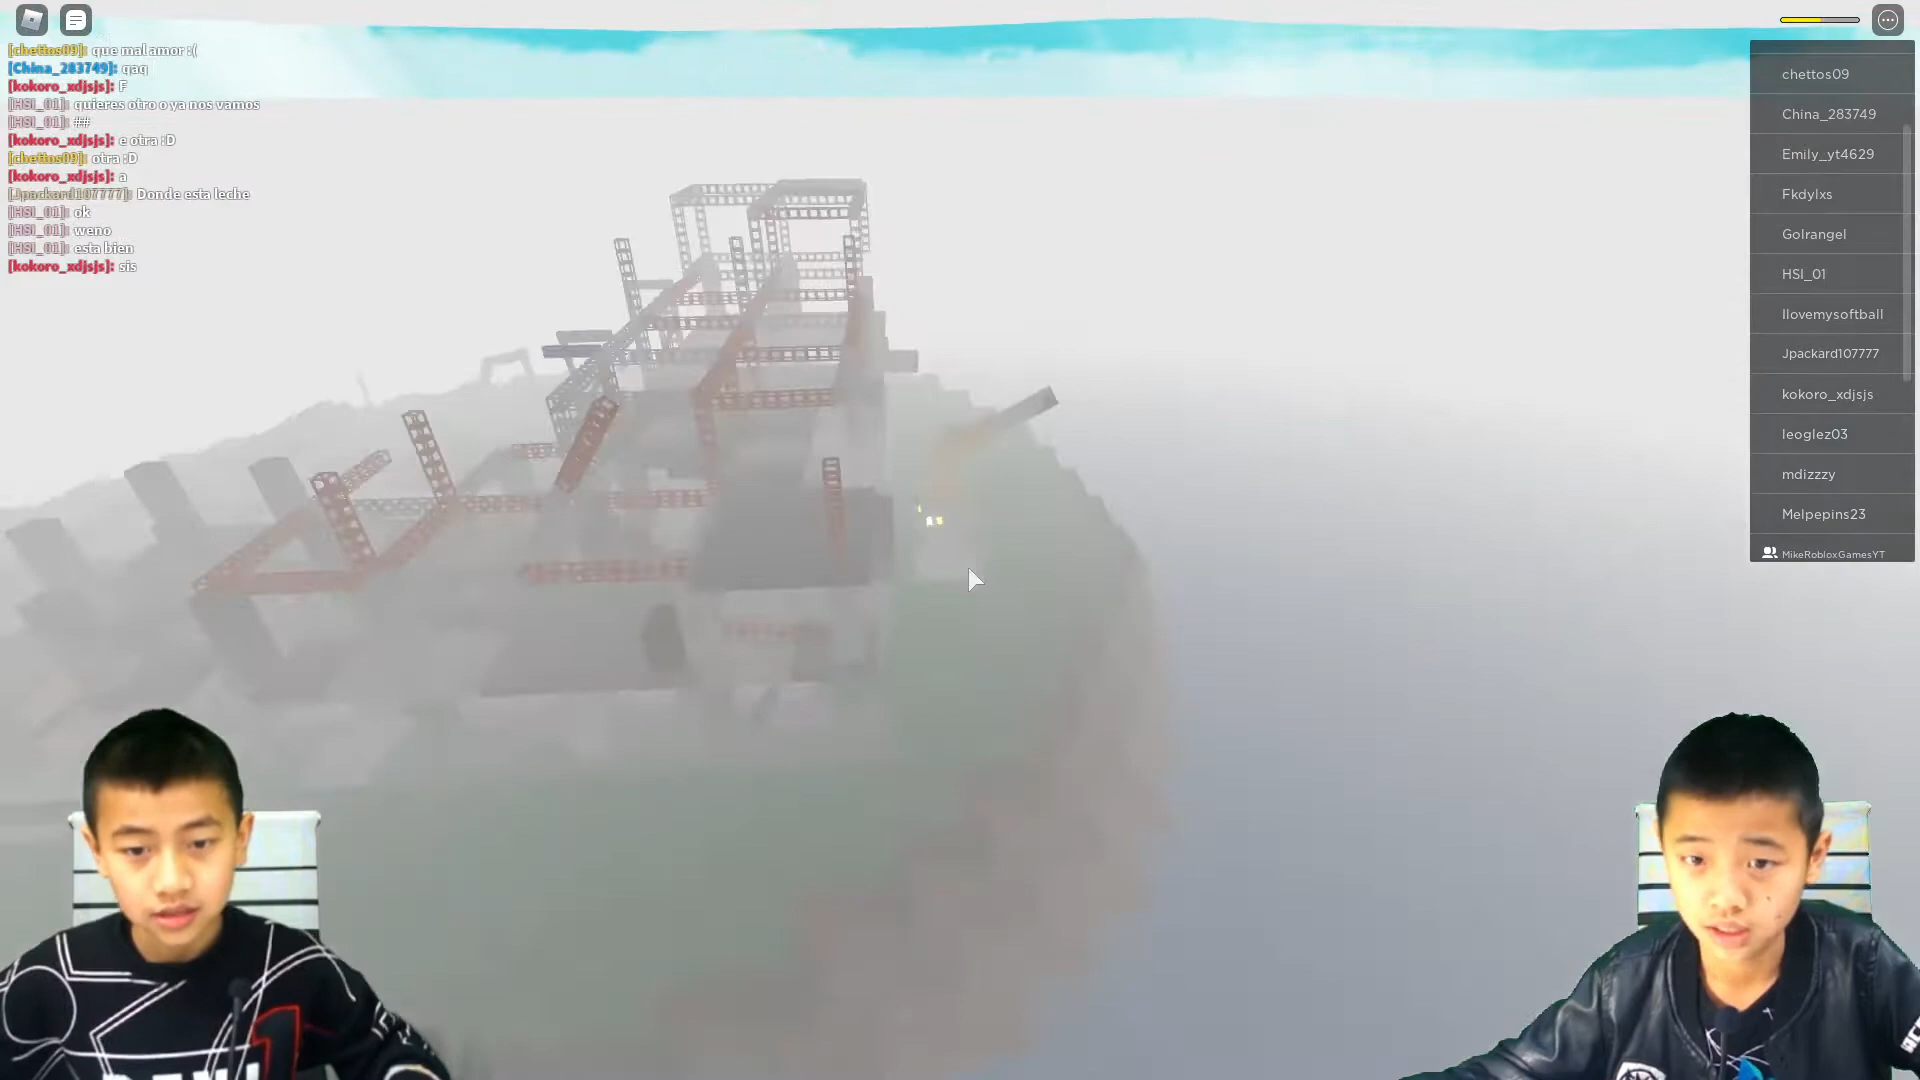 [chettos09]: que mal amor :(
[China_283749]: qaq
[kokoro_xdjsjs]: F
[HSI_01]: quieres otro o ya nos vamos
[HSI_01]: ##
[kokoro_xdjsjs]: e otra :D
[chettos09]: otra :D
[kokoro_xdjsjs]: a
[Jpackard107777]: Donde esta leche
[HSI_01]: ok
[HSI_01]: weno
[HSI_01]: esta bien
[kokoro_xdjsjs]: sis
chettos09
China_283749
Emily_yt4629
Fkdylxs
Golrangel
HSI_01
Ilovemysoftball
Jpackard107777
kokoro_xdjsjs
leoglez03
mdizzzy
Melpepins23
MikeRobloxGamesYT